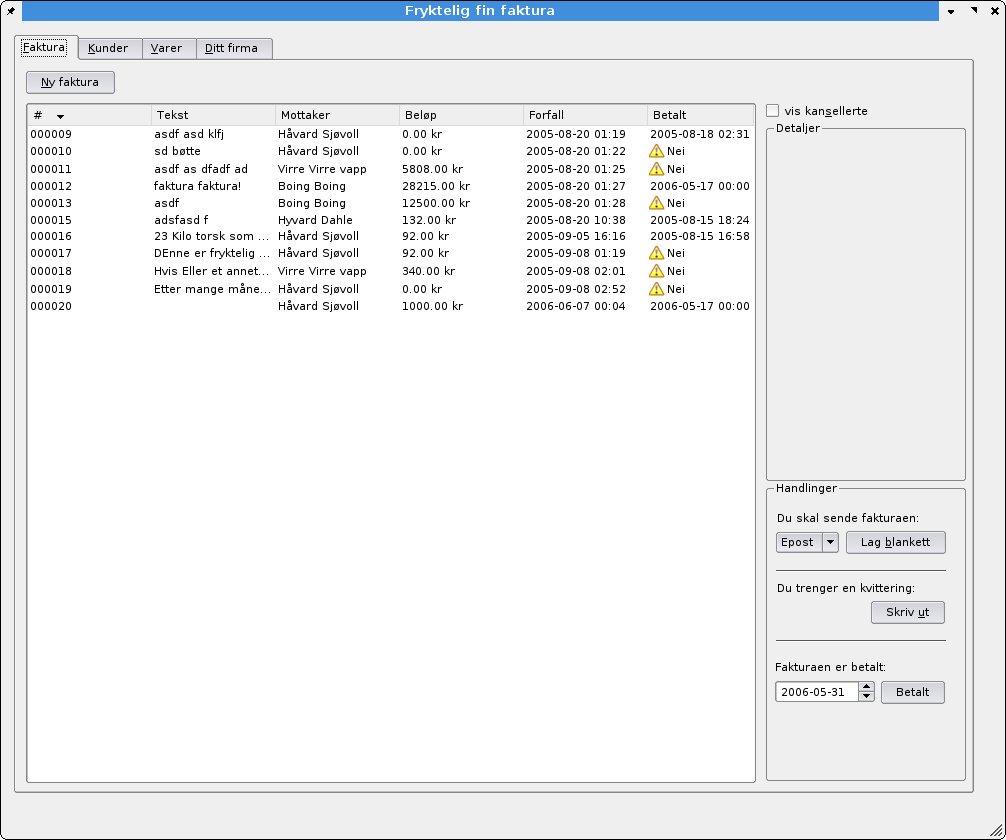 Fryktelig fin faktura
Faktura Kunder Varer Ditt firma
Ny faktura
# Tekst Mottaker Beløp Forfall Betalt
000009 asdf asd klfj Håvard Sjøvoll 0.00 kr 2005-08-20 01:19 2005-08-18 02:31
000010 sd bøtte Håvard Sjøvoll 0.00 kr 2005-08-20 01:22 Nei
000011 asdf as dfadf ad Virre Virre vapp 5808.00 kr 2005-08-20 01:25 Nei
000012 faktura faktura! Boing Boing 28215.00 kr 2005-08-20 01:27 2006-05-17 00:00
000013 asdf Boing Boing 12500.00 kr 2005-08-20 01:28 Nei
000015 adsfasd f Hyvard Dahle 132.00 kr 2005-08-20 10:38 2005-08-15 18:24
000016 23 Kilo torsk som ... Håvard Sjøvoll 92.00 kr 2005-09-05 16:16 2005-08-15 16:58
000017 DEnne er fryktelig ... Håvard Sjøvoll 92.00 kr 2005-09-08 01:19 Nei
000018 Hvis Eller et annet... Virre Virre vapp 340.00 kr 2005-09-08 02:01 Nei
000019 Etter mange måne... Håvard Sjøvoll 0.00 kr 2005-09-08 02:52 Nei
000020 Håvard Sjøvoll 1000.00 kr 2006-06-07 00:04 2006-05-17 00:00
vis kansellerte
Detaljer
Handlinger
Du skal sende fakturaen:
Epost Lag blankett
Du trenger en kvittering:
Skriv ut
Fakturaen er betalt:
2006-05-31 Betalt